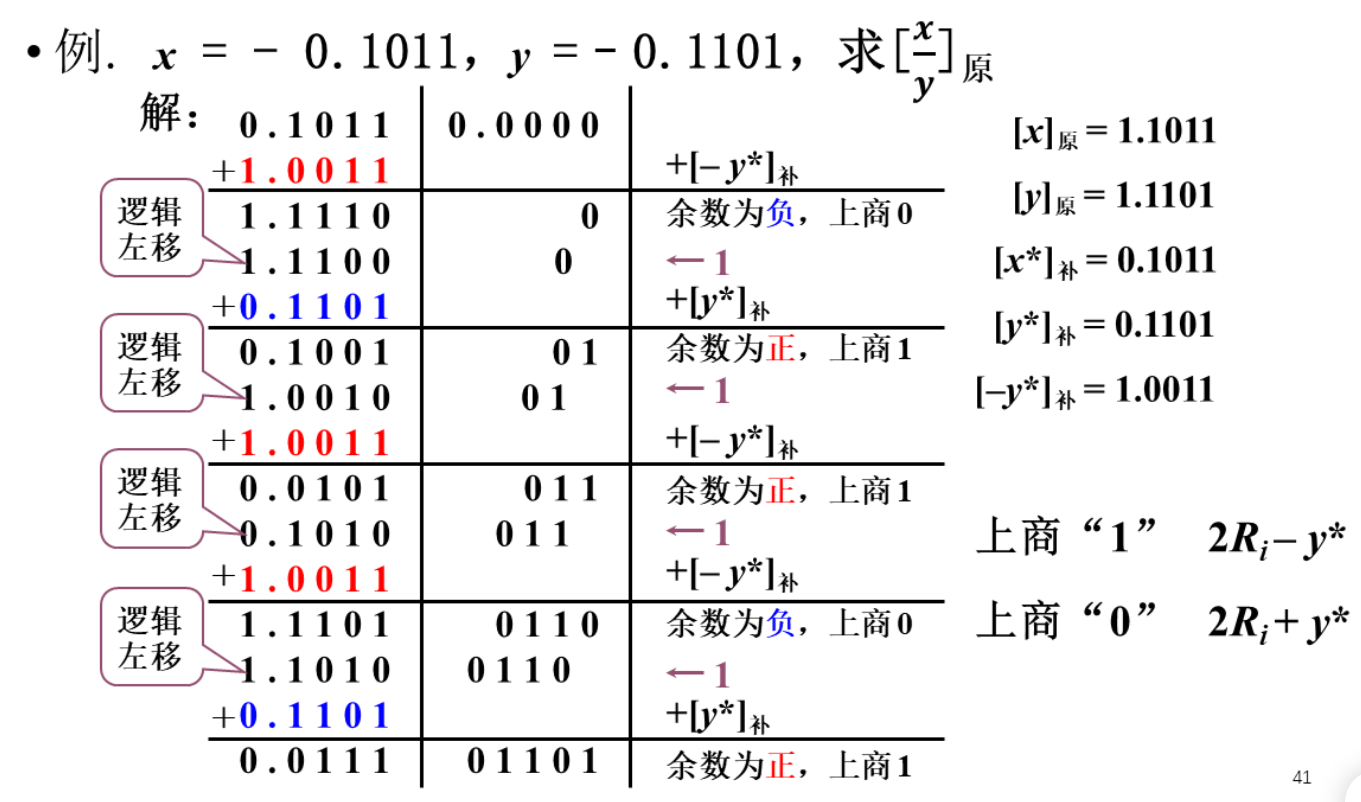 • 例. x = - 0.1011, y = - 0.1101, 求[x/y]原
解:
0.1011 0.0000
+1.0011 +[– y*]补
1.1110 0 余数为负，上商0
逻辑左移
1.1100 0 ←1
+0.1101 +[y*]补
0.1001 01 余数为正，上商1
逻辑左移
1.0010 01 ←1
+1.0011 +[– y*]补
0.0101 011 余数为正，上商1
逻辑左移
0.1010 011 ←1
+1.0011 +[– y*]补
1.1101 0110 余数为负，上商0
逻辑左移
1.1010 0110 ←1
+0.1101 +[y*]补
0.0111 01101 余数为正，上商1
[x]原 = 1.1011
[y]原 = 1.1101
[x*]补 = 0.1011
[y*]补 = 0.1101
[–y*]补 = 1.0011
上商“1” 2Ri – y*
上商“0” 2Ri + y*
41